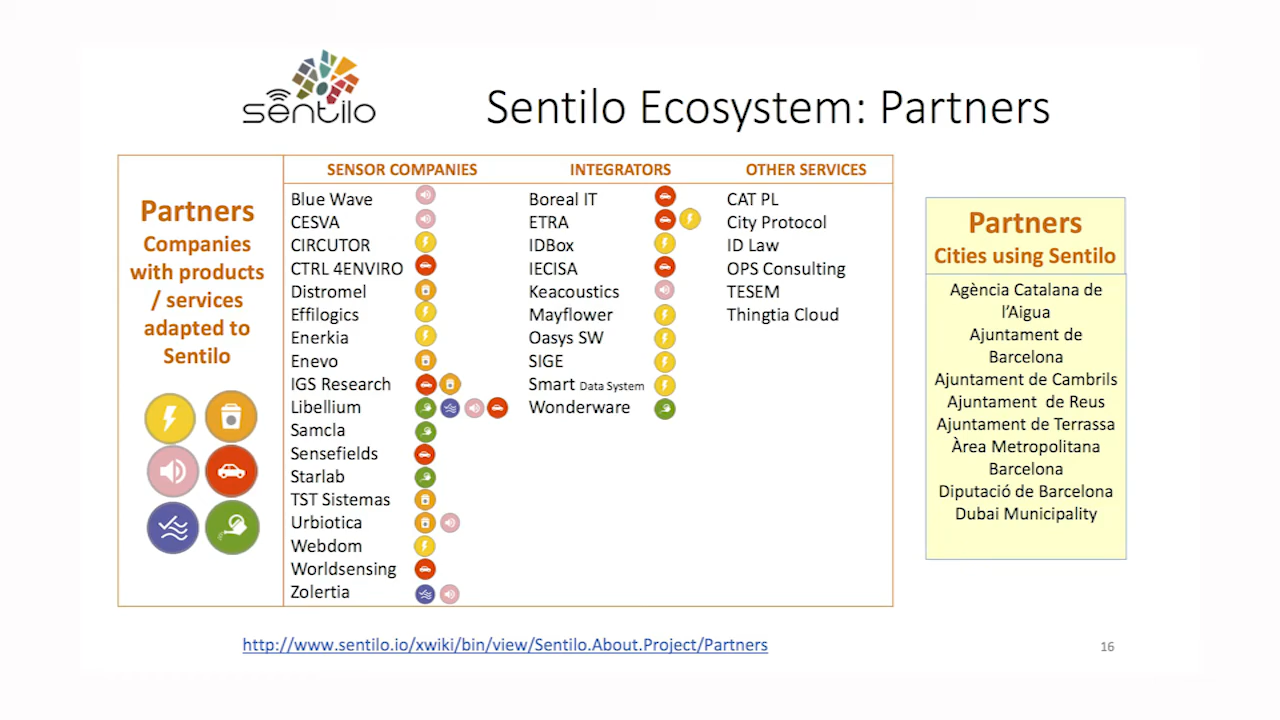 sentilo
Sentilo Ecosystem: Partners
Partners
Companies
with products
/ services
adapted to
Sentilo
SENSOR COMPANIES
Blue Wave
CESVA
CIRCUTOR
CTRL 4ENVIRO
Distromel
Effilogics
Enerkia
Enevo
IGS Research
Libellium
Samcla
Sensefields
Starlab
TST Sistemas
Urbiotica
Webdom
Worldsensing
Zolertia
INTEGRATORS
Boreal IT
ETRA
IDBox
IECISA
Keacoustics
Mayflower
Oasys SW
SIGE
Smart Data System
Wonderware
OTHER SERVICES
CAT PL
City Protocol
ID Law
OPS Consulting
TESEM
Thingtia Cloud
Partners
Cities using Sentilo
Agència Catalana de
l’Aigua
Ajuntament de
Barcelona
Ajuntament de Cambrils
Ajuntament de Reus
Ajuntament de Terrassa
Àrea Metropolitana
Barcelona
Diputació de Barcelona
Dubai Municipality
http://www.sentilo.io/xwiki/bin/view/Sentilo.About.Project/Partners
16